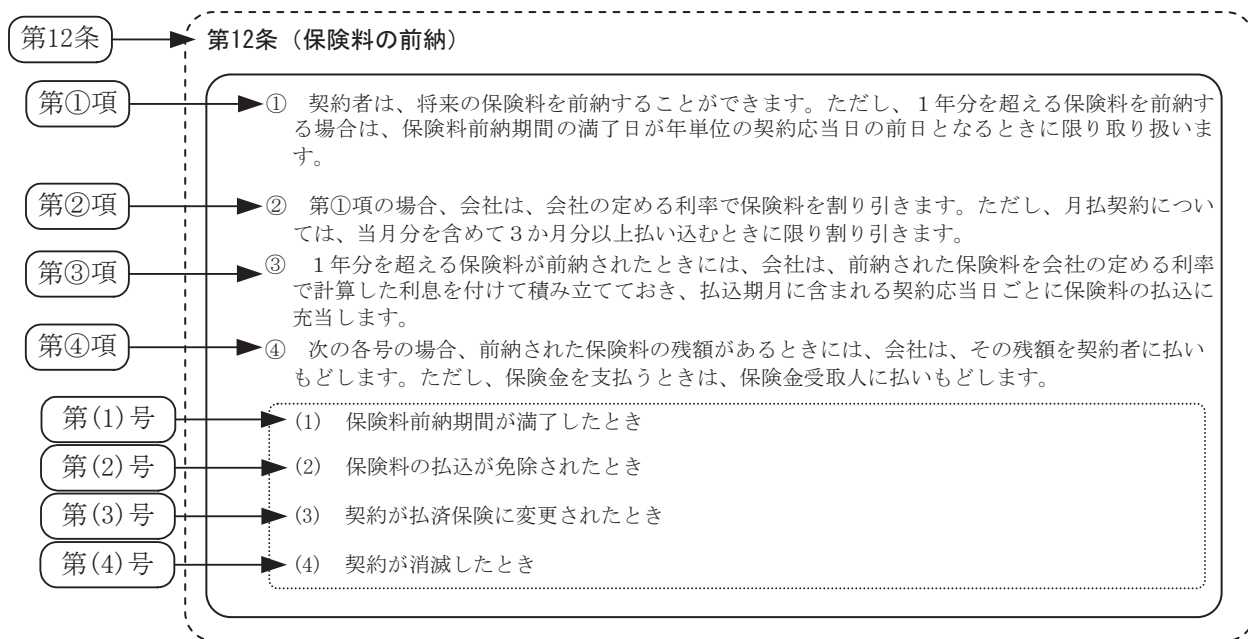 第12条
第12条（保険料の前納）
第①項
①　契約者は、将来の保険料を前納することができます。ただし、１年分を超える保険料を前納す
る場合は、保険料前納期間の満了日が年単位の契約応当日の前日となるときに限り取り扱いま
す。
第②項
②　第①項の場合、会社は、会社の定める利率で保険料を割り引きます。ただし、月払契約につい
ては、当月分を含めて３か月分以上払い込むときに限り割り引きます。
第③項
③　１年分を超える保険料が前納されたときには、会社は、前納された保険料を会社の定める利率
で計算した利息を付けて積み立てておき、払込期月に含まれる契約応当日ごとに保険料の払込に
充当します。
第④項
④　次の各号の場合、前納された保険料の残額があるときには、会社は、その残額を契約者に払い
もどします。ただし、保険金を支払うときは、保険金受取人に払いもどします。
第(1)号
(1)　保険料前納期間が満了したとき
第(2)号
(2)　保険料の払込が免除されたとき
第(3)号
(3)　契約が払済保険に変更されたとき
第(4)号
(4)　契約が消滅したとき